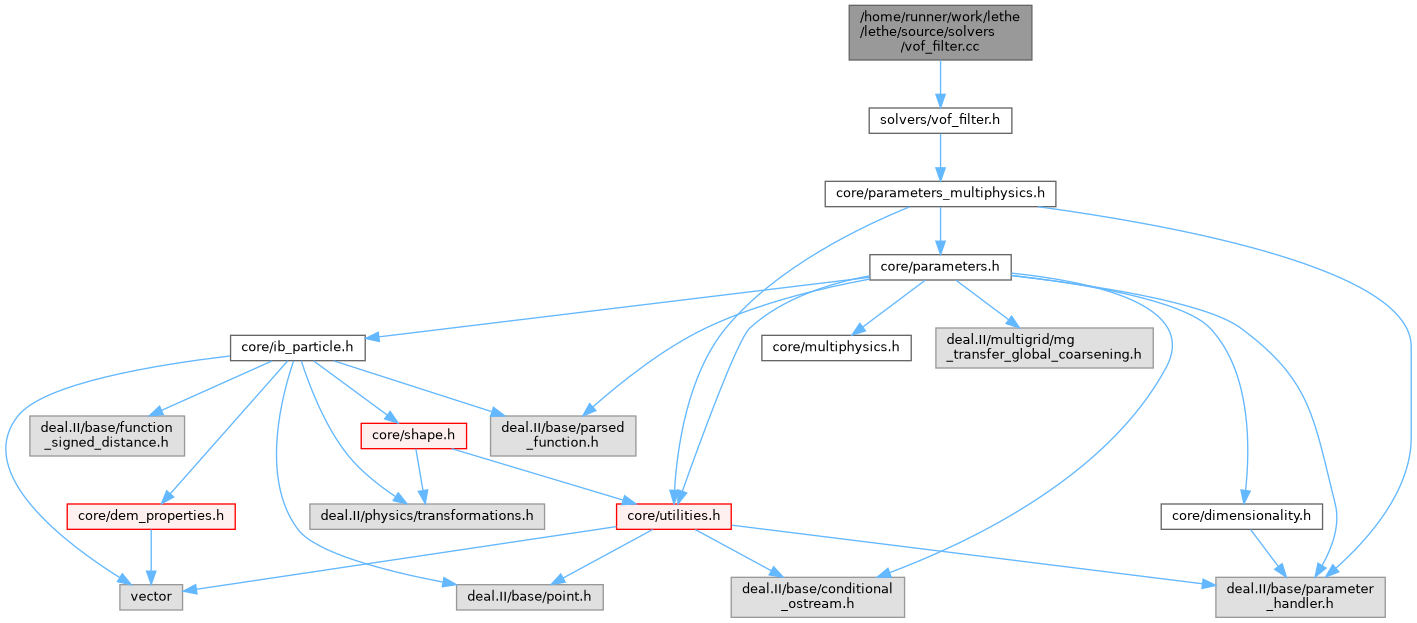 /home/runner/work/lethe
/lethe/source/solvers
/vof_filter.cc
solvers/vof_filter.h
core/parameters_multiphysics.h
core/parameters.h
core/ib_particle.h
core/multiphysics.h
deal.II/multigrid/mg
_transfer_global_coarsening.h
deal.II/base/function
_signed_distance.h
core/shape.h
deal.II/base/parsed
_function.h
core/dem_properties.h
deal.II/physics/transformations.h
core/utilities.h
core/dimensionality.h
vector
deal.II/base/point.h
deal.II/base/conditional
_ostream.h
deal.II/base/parameter
_handler.h